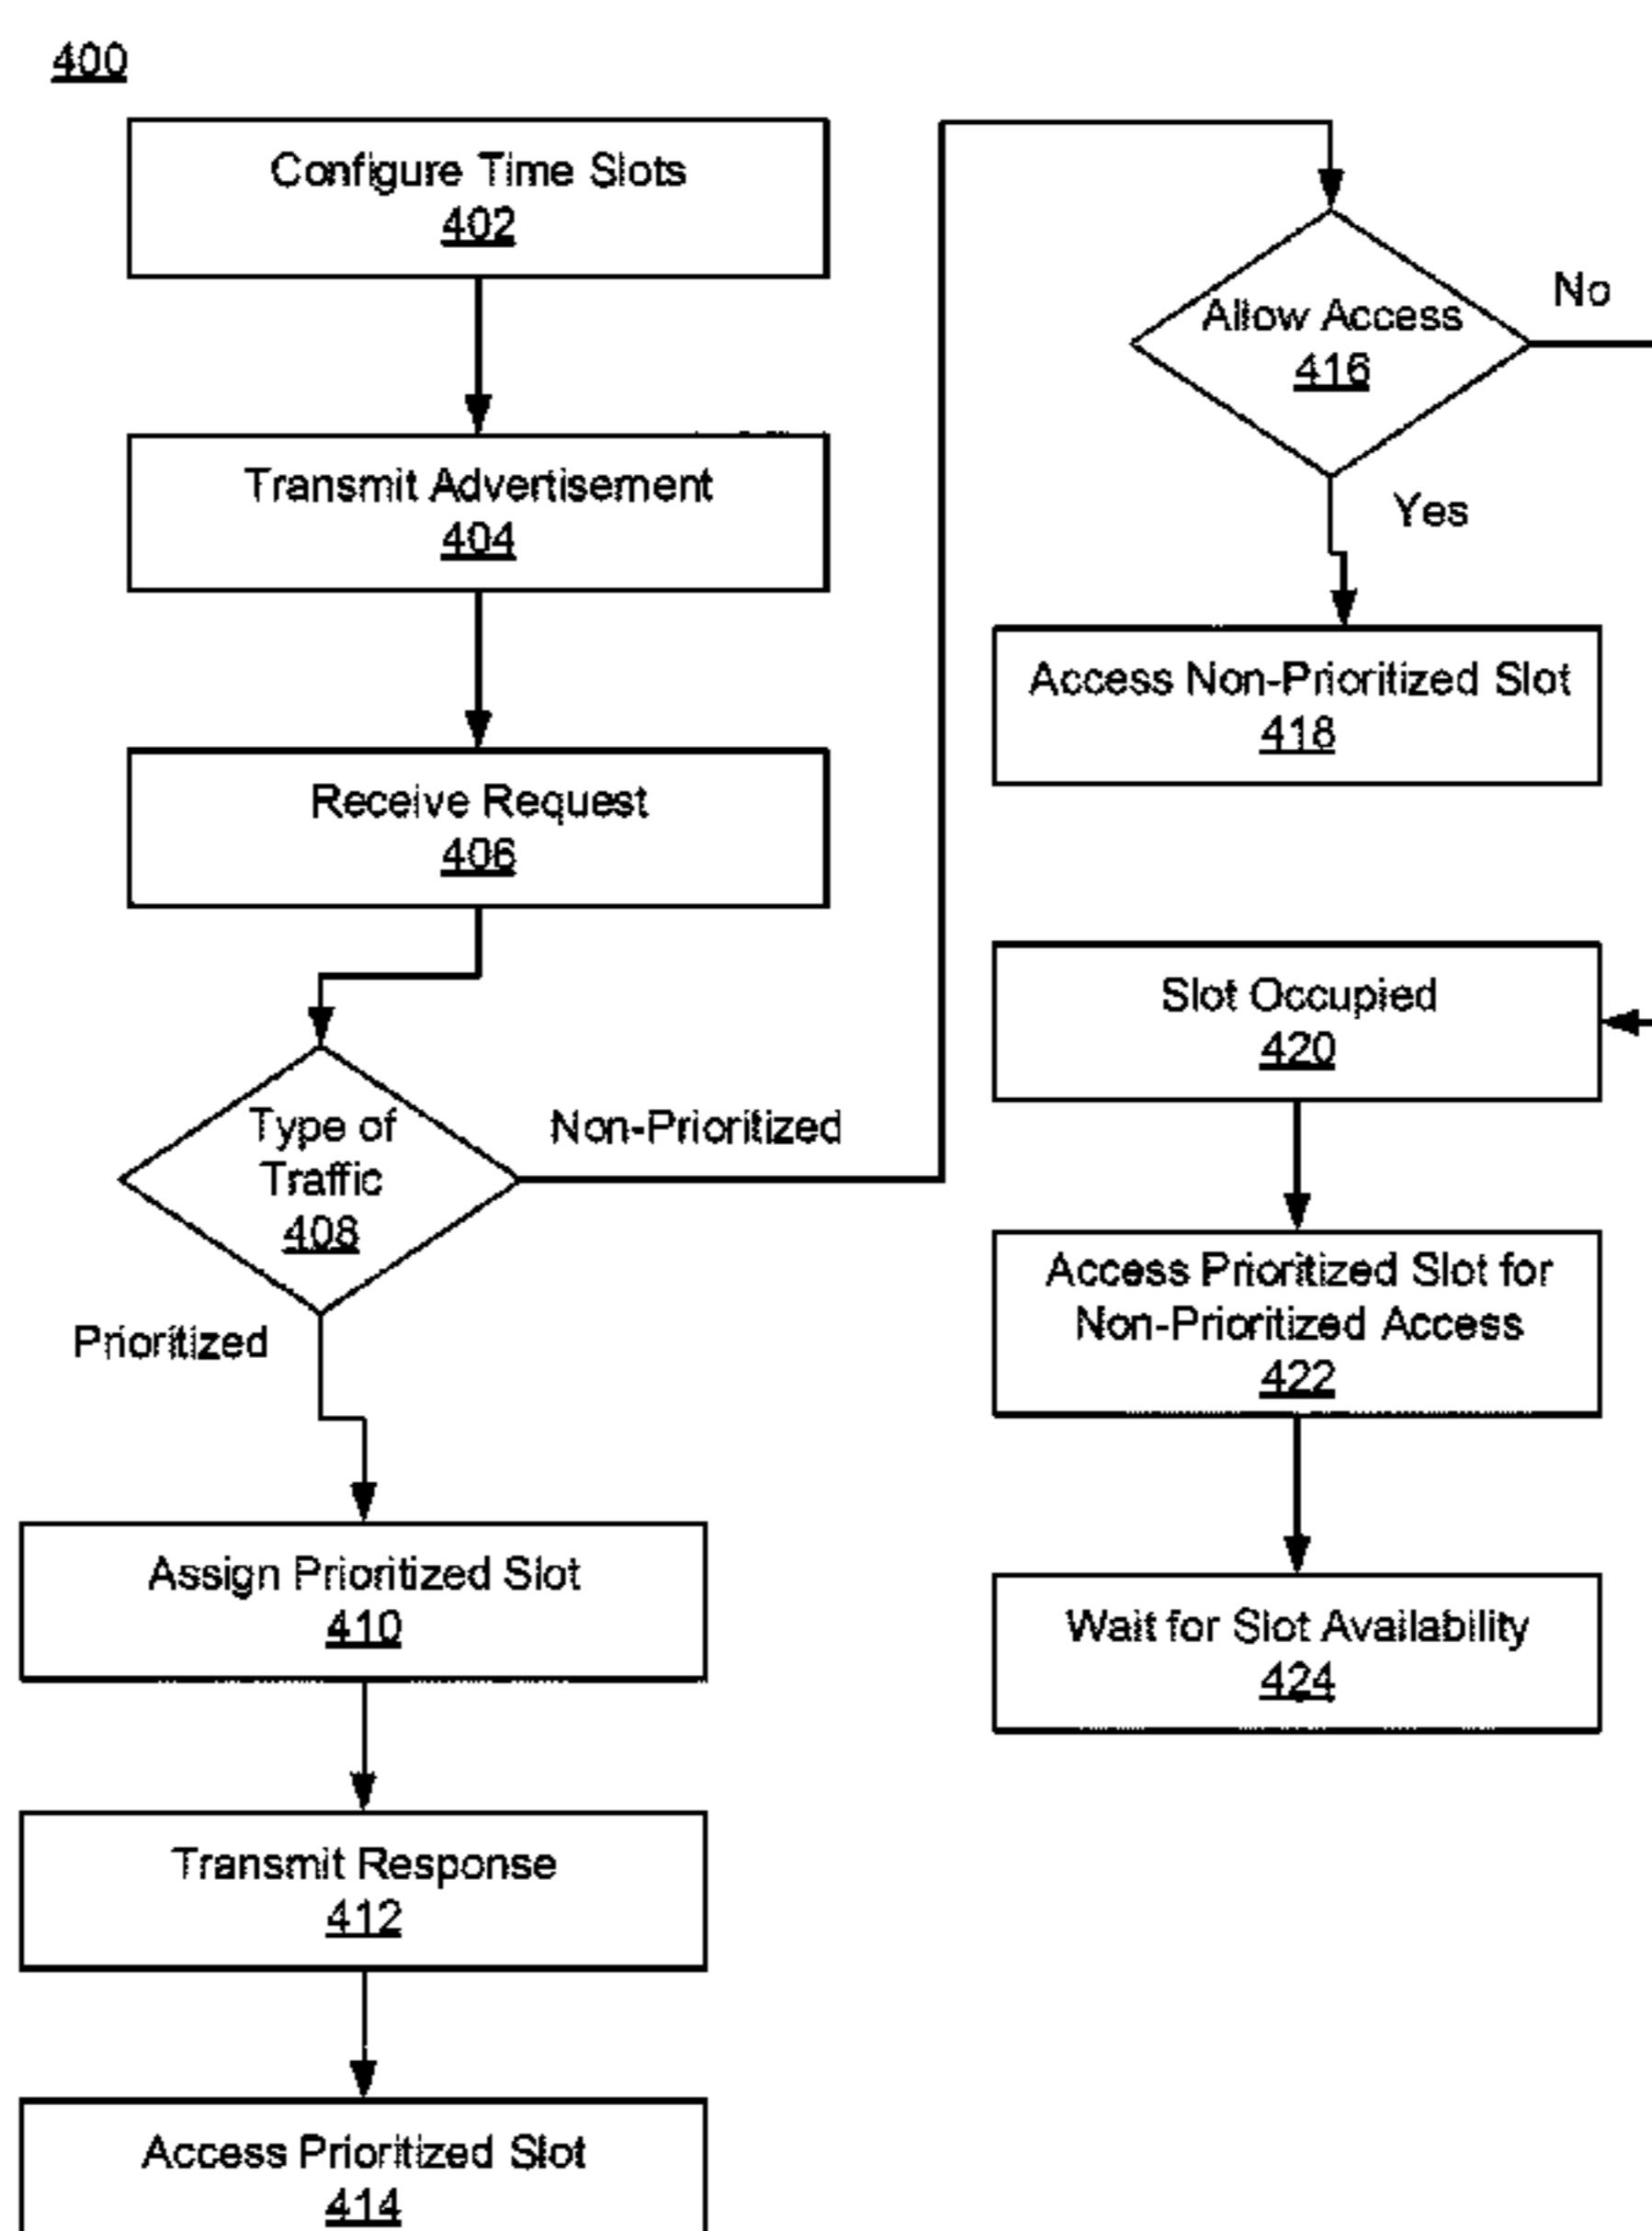 400
Configure Time Slots
402
Transmit Advertisement
404
Receive Request
406
Type of
Traffic
408
Non-Prioritized
Prioritized
Assign Prioritized Slot
410
Transmit Response
412
Access Prioritized Slot
414
Allow Access
416
No
Yes
Access Non-Prioritized Slot
418
Slot Occupied
420
Access Prioritized Slot for
Non-Prioritized Access
422
Wait for Slot Availability
424